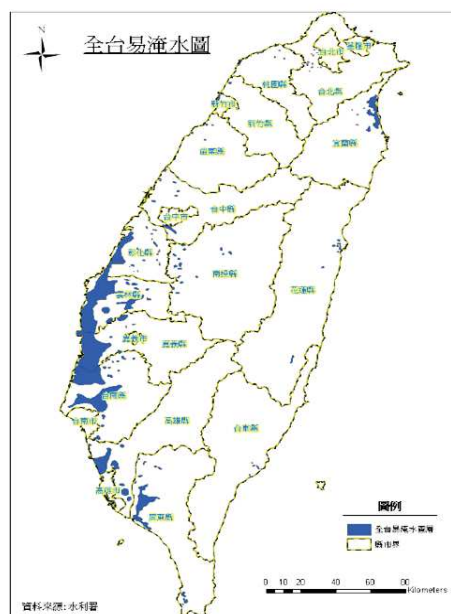 N
全台易淹水圖
基隆市
台北市
桃園縣
台北縣
新竹市
新竹縣
宜蘭縣
苗栗縣
台中縣
台中市
彰化縣
南投縣
花蓮縣
雲林縣
嘉義市
嘉義縣
台南縣
台南市
高雄縣
台東縣
高雄市
屏東縣
圖例
全台易淹水範圍
縣市界
0 10 20 40 60 80
Kilometers
資料來源:水利署